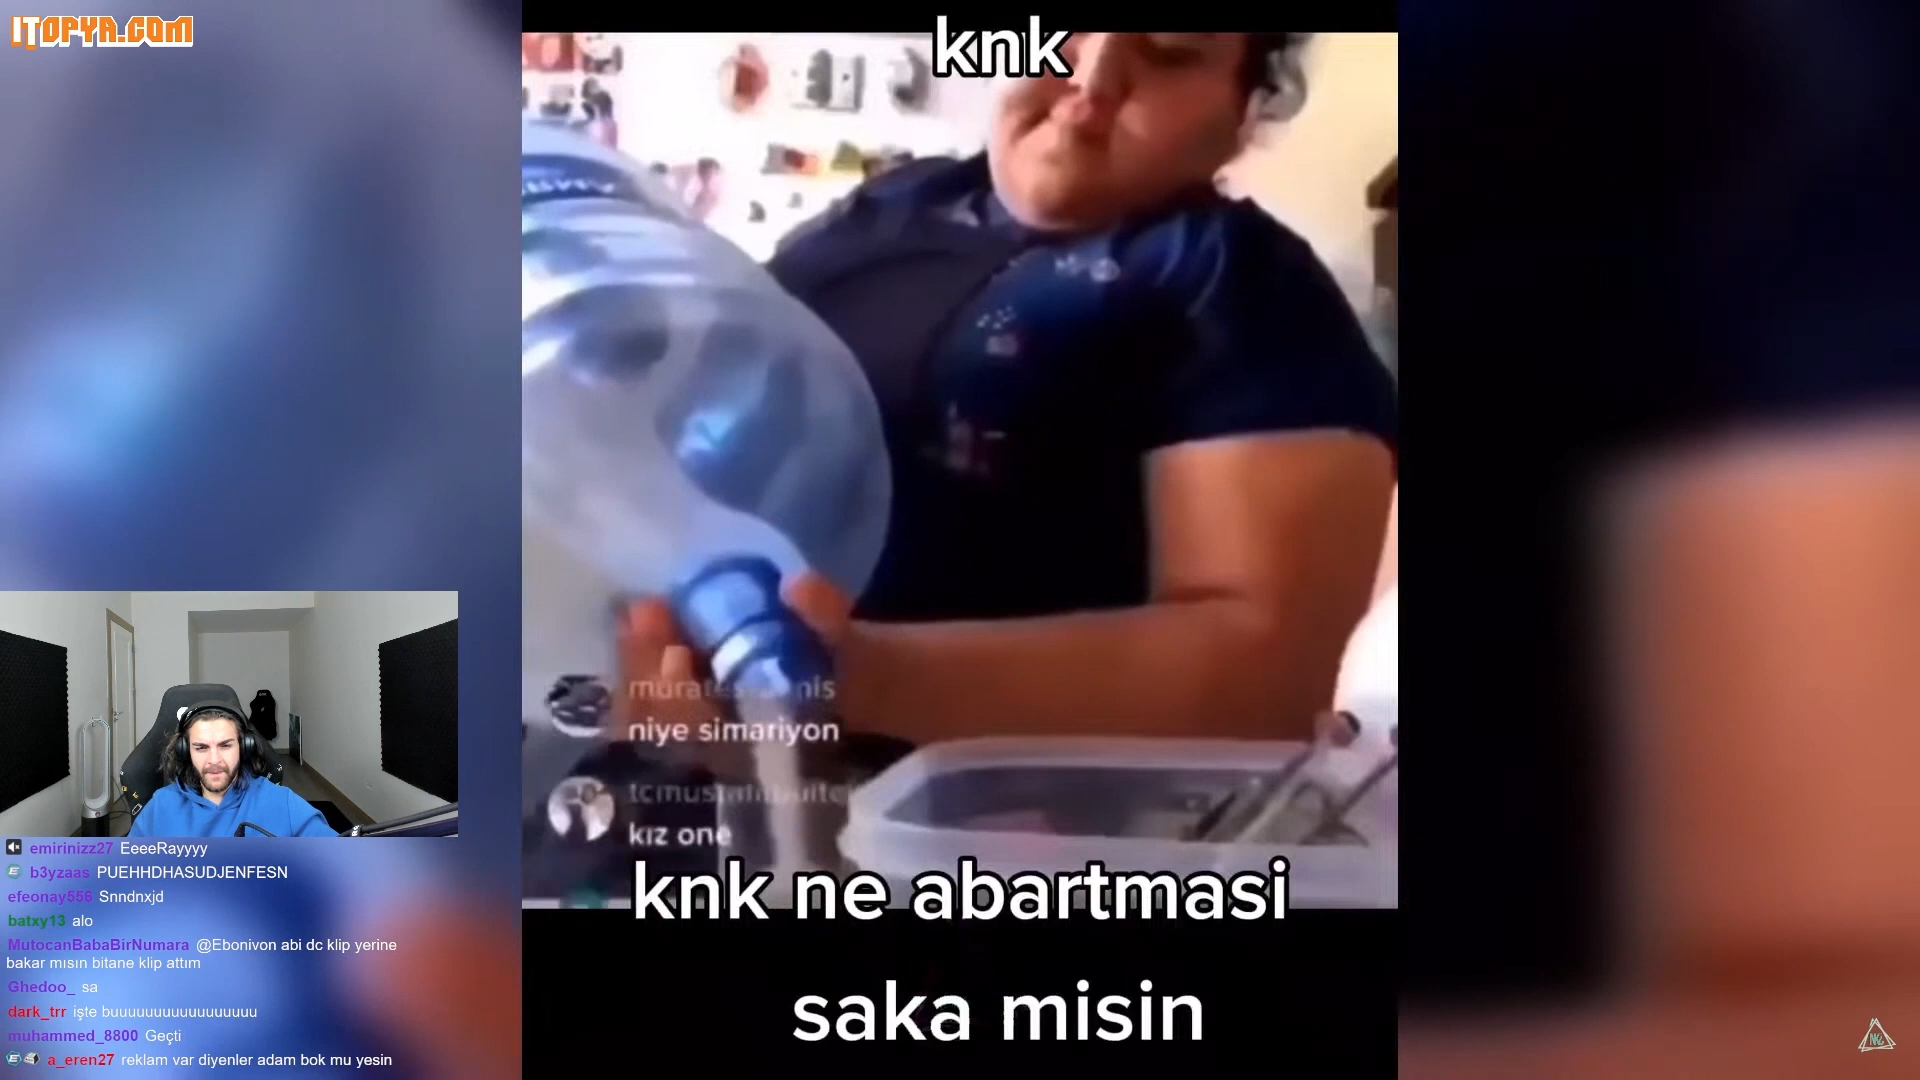 ITOPYA.COM
knk
niye simariyon
kız one
knk ne abartmasi
saka misin
emirinizz27 EeeeRayyyy
b3yzaas PUEHHDHASUDJENFESN
efeonay556 Snndnxjd
batxy13 alo
MutocanBabaBirNumara @Ebonivon abi dc klip yerine
bakar mısın bitane klip attım
Ghedoo_ sa
dark_trr işte buuuuuuuuuuuuuuuuu
muhammed_8800 Geçti
a_eren27 reklam var diyenler adam bok mu yesin